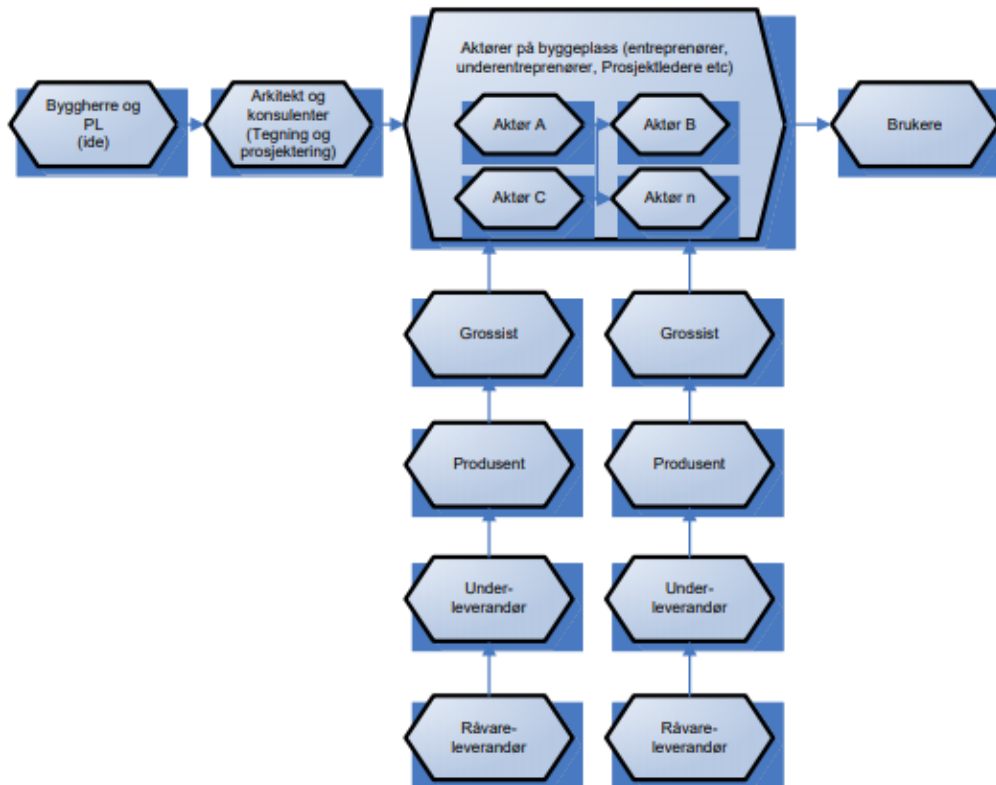 Byggherre og
PL
(ide)
Arkitekt og
konsulenter
(Tegning og
prosjektering)
Aktører på byggeplass (entreprenører,
underentreprenører, Prosjektledere etc)
Aktør A
Aktør B
Aktør C
Aktør n
Brukere
Grossist
Grossist
Produsent
Produsent
Under-
leverandør
Under-
leverandør
Råvare-
leverandør
Råvare-
leverandør